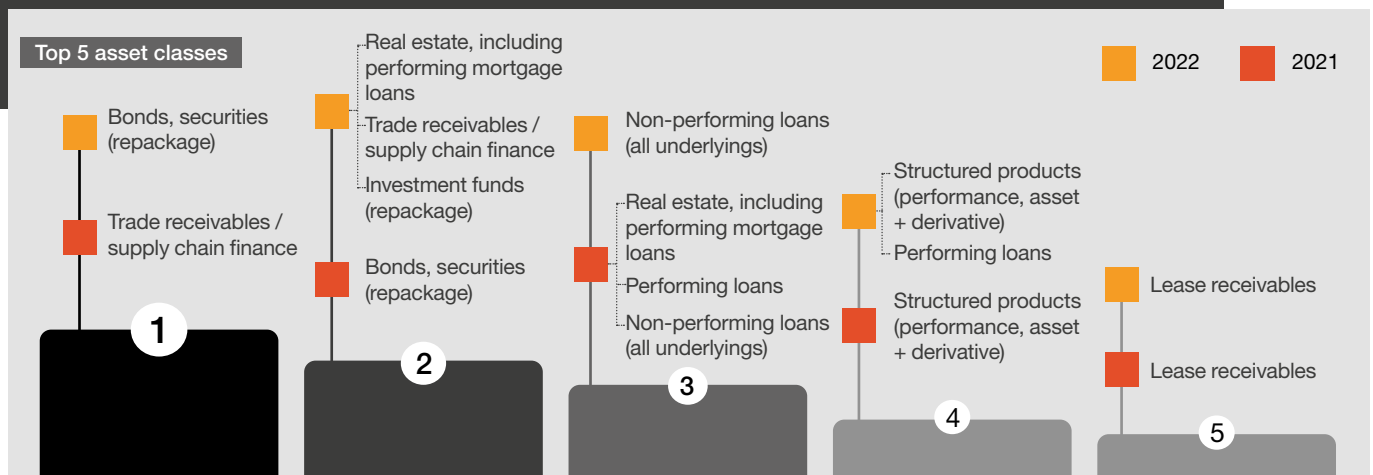 Top 5 asset classes
2022
2021
Bonds, securities
(repackage)
Trade receivables /
supply chain finance
1
Real estate, including
performing mortgage
loans
Trade receivables /
supply chain finance
Investment funds
(repackage)
Bonds, securities
(repackage)
2
Non-performing loans
(all underlyings)
Real estate, including
performing mortgage
loans
Performing loans
Non-performing loans
(all underlyings)
3
Structured products
(performance, asset
+ derivative)
Performing loans
Structured products
(performance, asset
+ derivative)
4
Lease receivables
Lease receivables
5